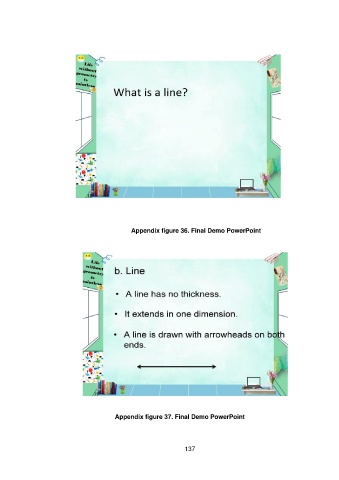 Life
without
geometry
is
pointless
What is a line?
Appendix figure 36. Final Demo PowerPoint
Life
without
geometry
is
pointless
b. Line
• A line has no thickness.
• It extends in one dimension.
• A line is drawn with arrowheads on both
ends.
Appendix figure 37. Final Demo PowerPoint
137